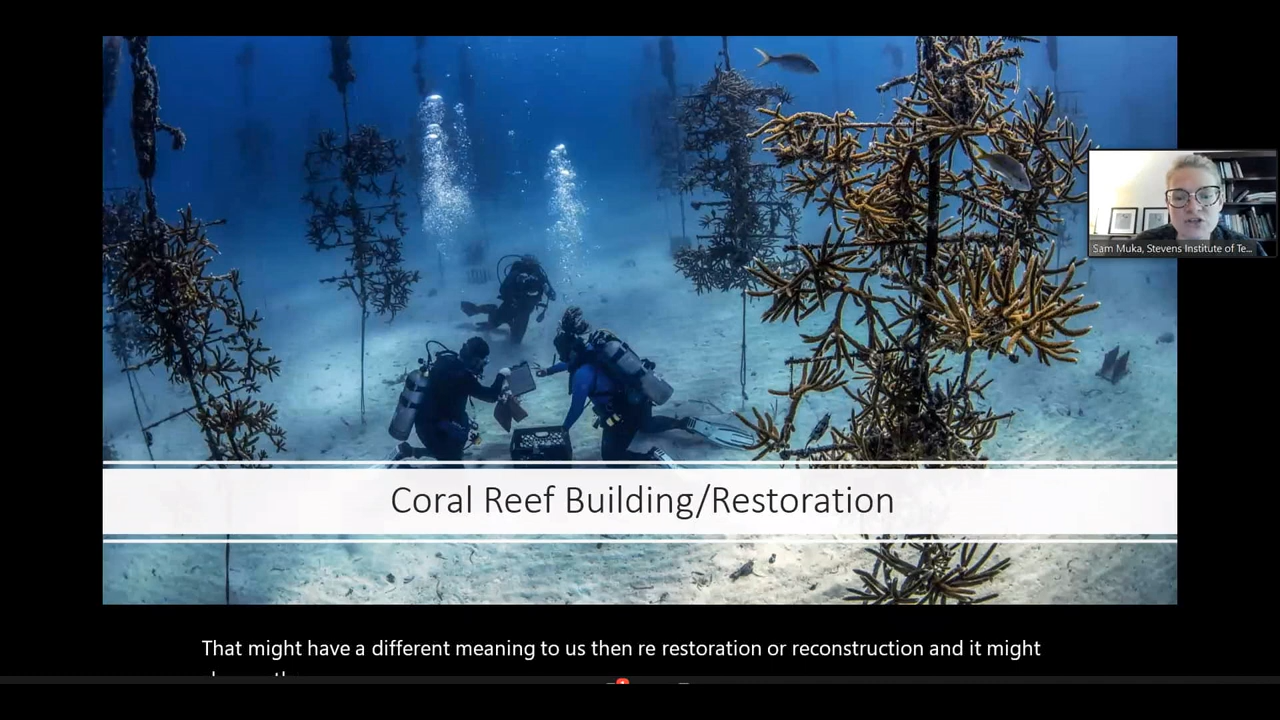 Sam Muka, Stevens Institute of Te...
Coral Reef Building/Restoration
That might have a different meaning to us then re restoration or reconstruction and it might